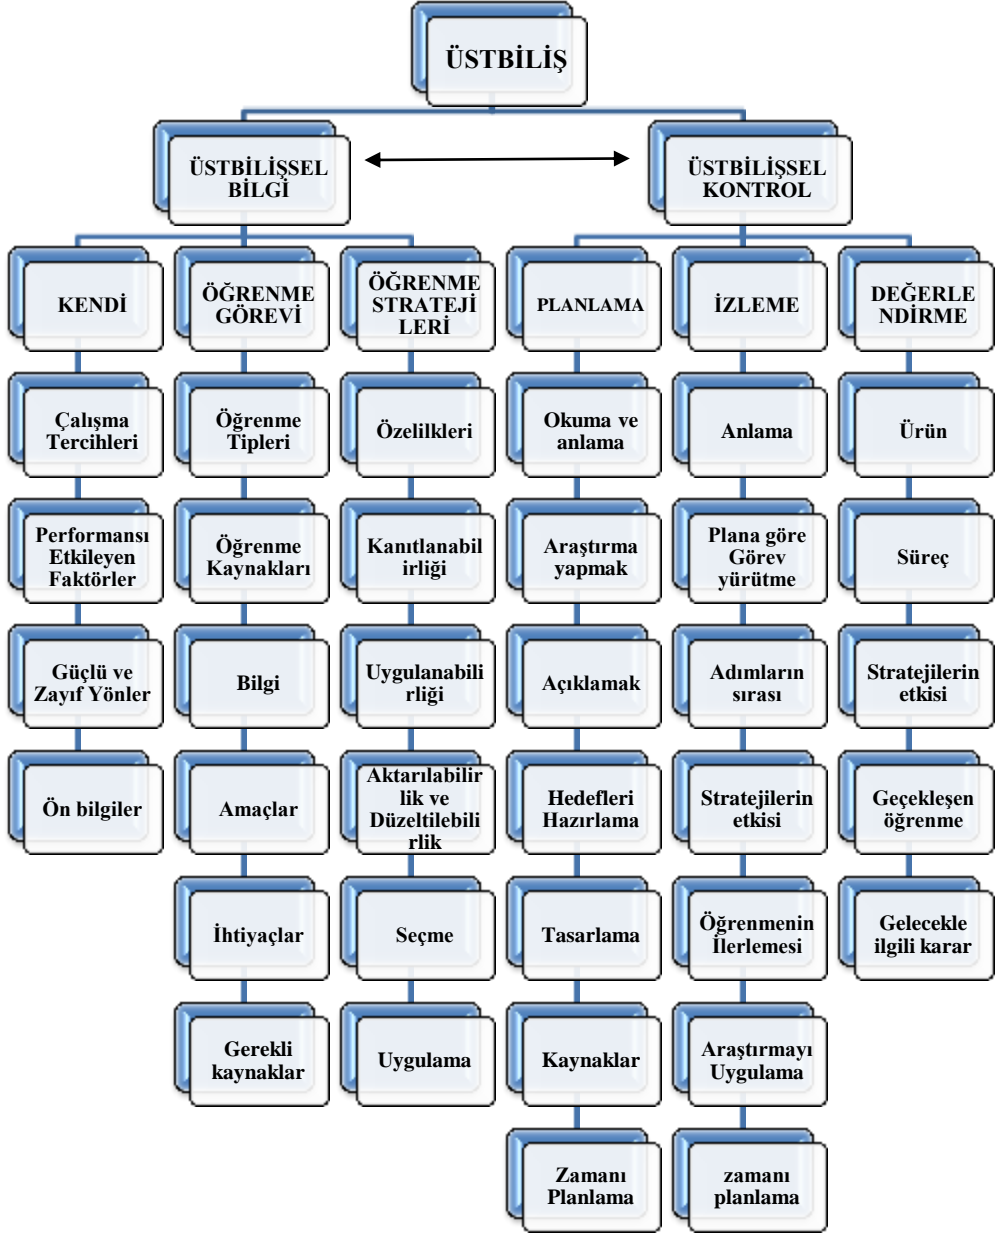 ÜSTBİLİŞ
ÜSTBİLİŞSEL
BİLGİ
ÜSTBİLİŞSEL
KONTROL
KENDİ
ÖĞRENME
GÖREVİ
ÖĞRENME
STRATEJİ
LERİ
PLANLAMA
İZLEME
DEĞERLE
NDİRME
Çalışma
Tercihleri
Öğrenme
Tipleri
Özelilkleri
Okuma ve
anlama
Anlama
Ürün
Performansı
Etkileyen
Faktörler
Öğrenme
Kaynakları
Kanıtlanabil
irliği
Araştırma
yapmak
Plana göre
Görev
yürütme
Süreç
Güçlü ve
Zayıf Yönler
Bilgi
Uygulanabili
rliği
Açıklamak
Adımların
sırası
Stratejilerin
etkisi
Ön bilgiler
Amaçlar
Aktarılabilir
lik ve
Düzeltilebili
rlik
Hedefleri
Hazırlama
Stratejilerin
etkisi
Geçekleşen
öğrenme
İhtiyaçlar
Seçme
Tasarlama
Öğrenmenin
İlerlemesi
Gelecekle
ilgili karar
Gerekli
kaynaklar
Uygulama
Kaynaklar
Araştırmayı
Uygulama
Zamanı
Planlama
zamanı
planlama